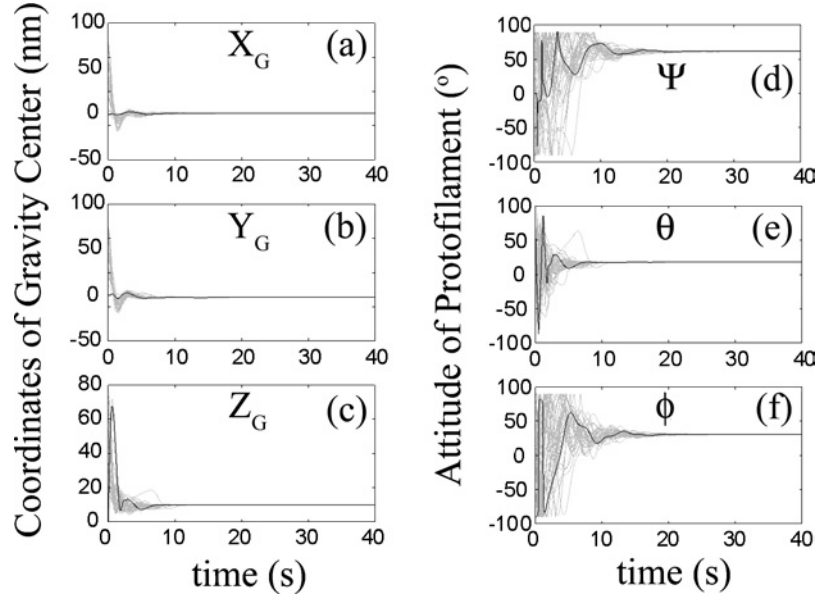 Coordinates of Gravity Center (nm)
100
50
0
-50
X_G
(a)
0 10 20 30 40
100
50
0
50
Y_G
(b)
0 10 20 30 40
80
60
40
20
0
Z_G
(c)
0 10 20 30 40
time (s)
Attitude of Protofilament (°)
100
50
0
-50
-100
Ψ
(d)
0 10 20 30 40
100
50
0
-50
-100
θ
(e)
0 10 20 30 40
100
50
0
-50
-100
ϕ
(f)
0 10 20 30 40
time (s)